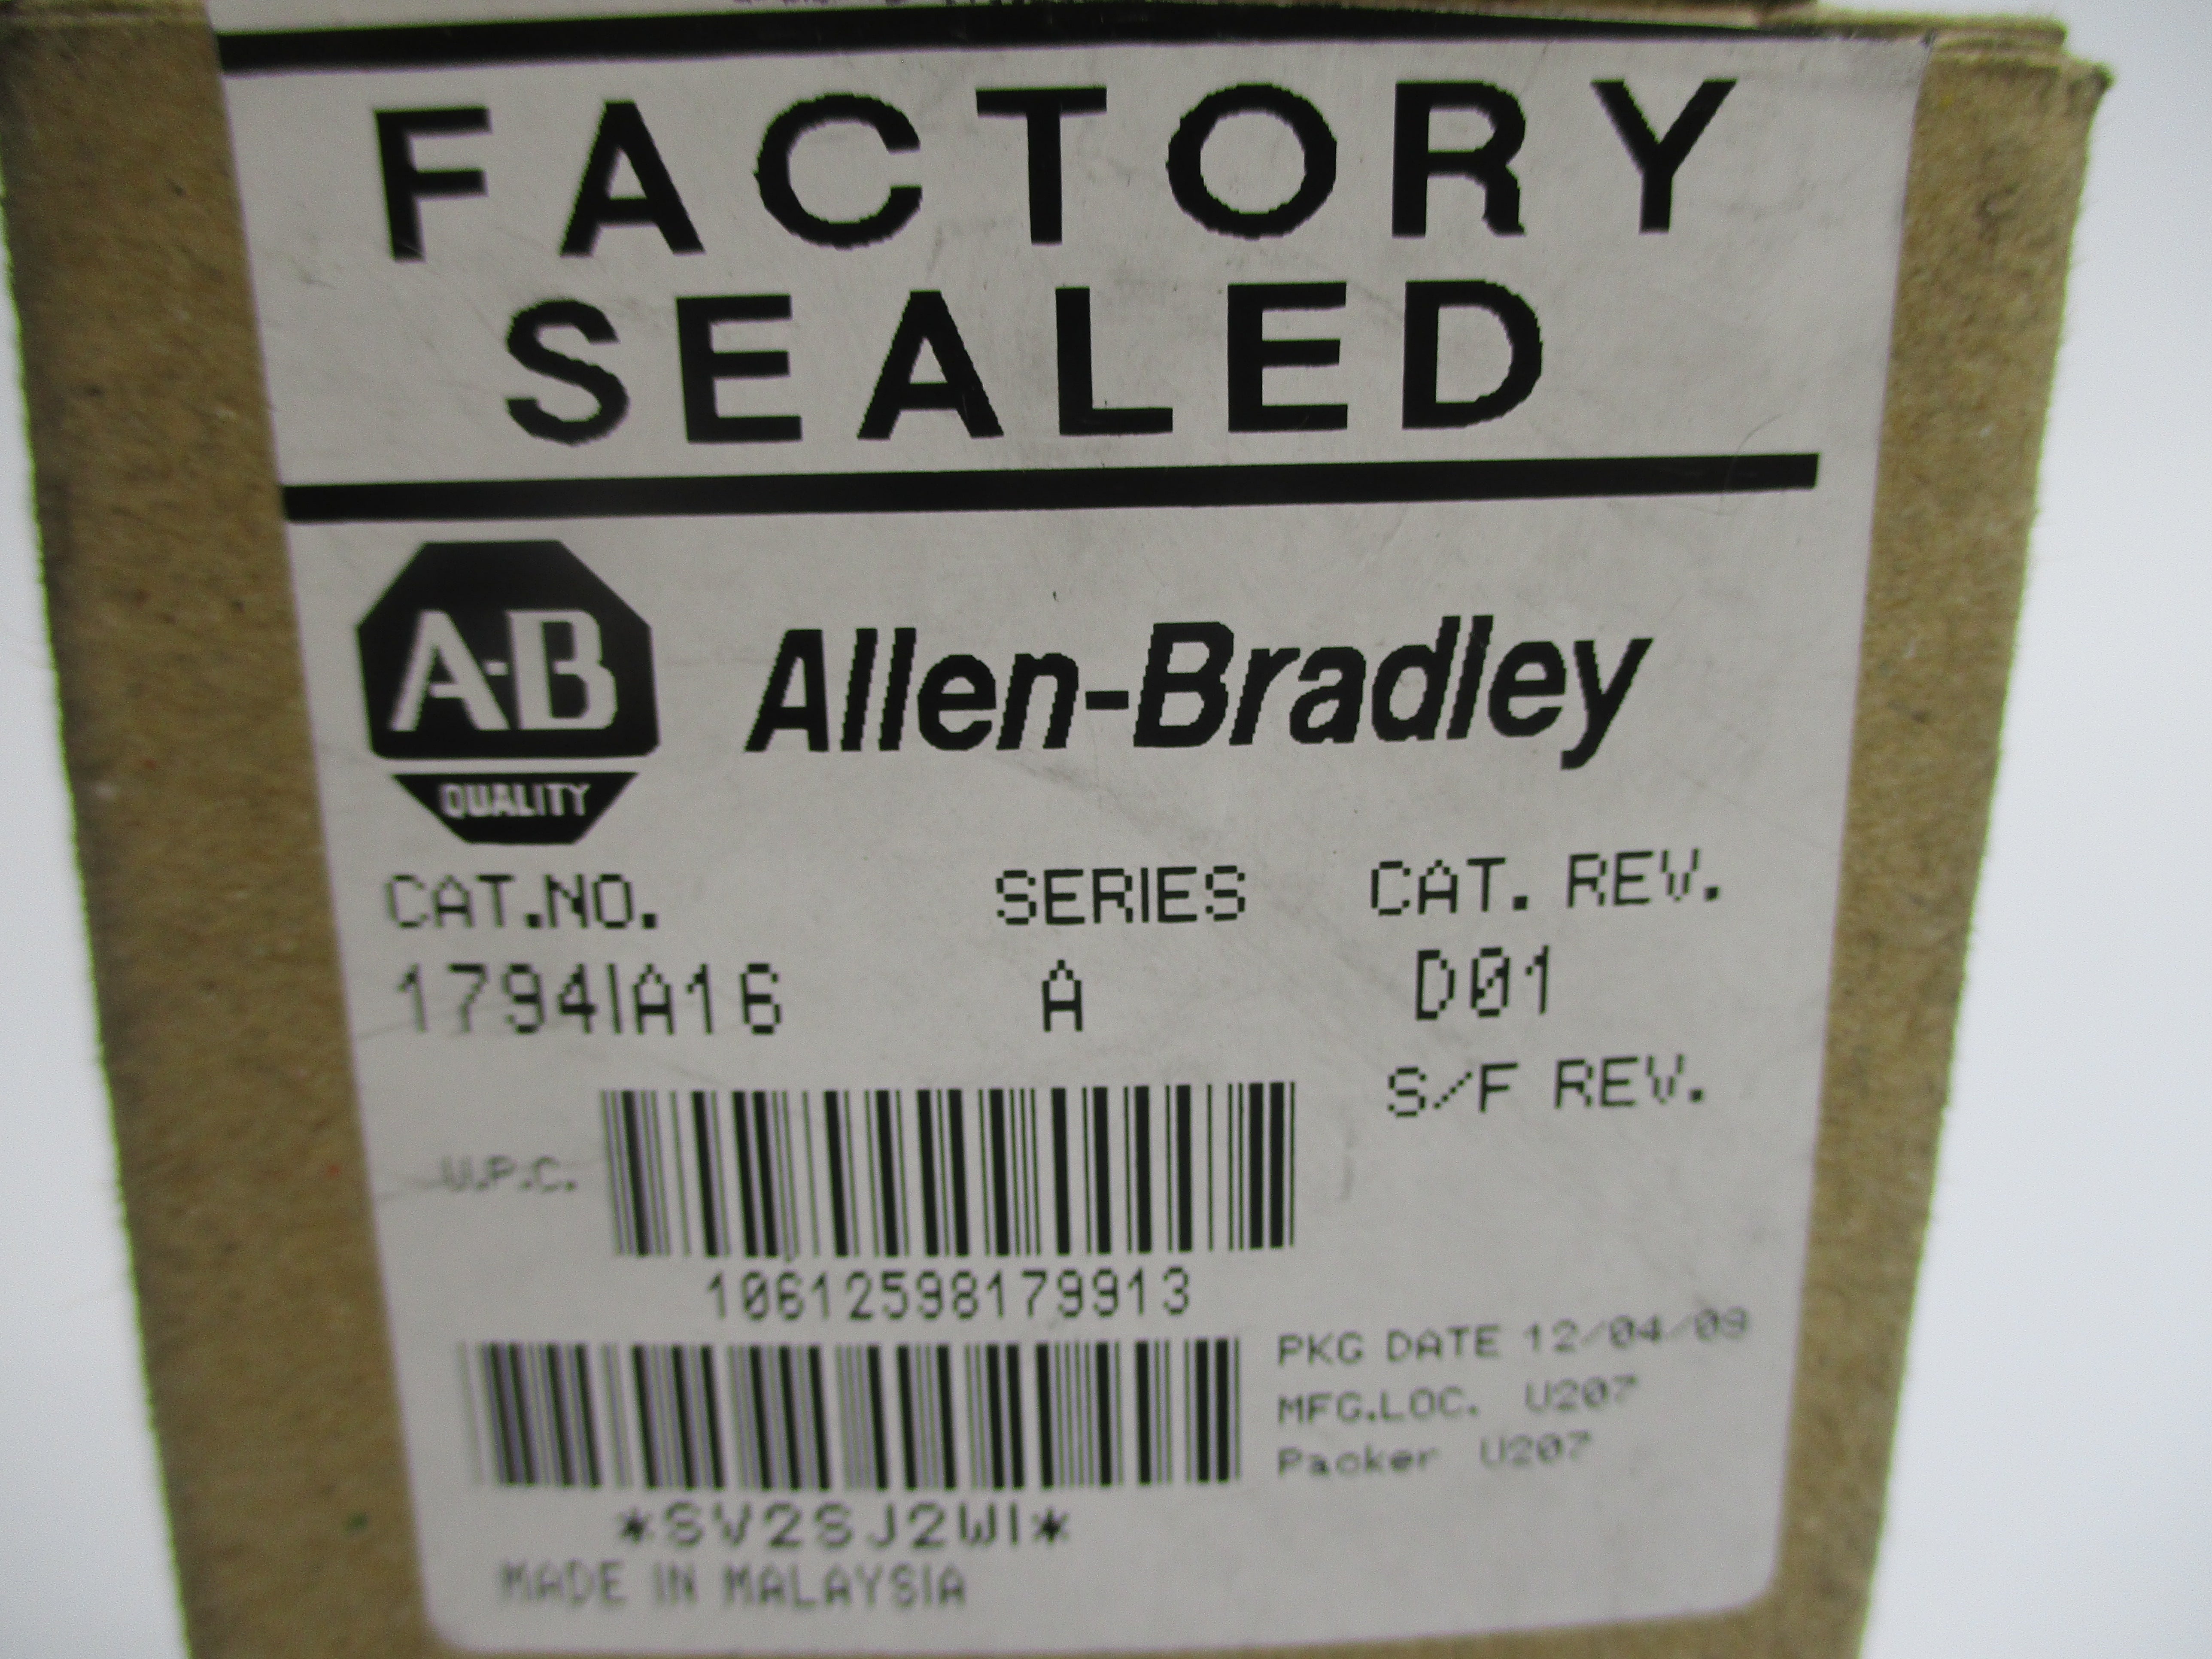 FACTORY
SEALED
A-B
QUALITY
Allen-Bradley
CAT.NO. SERIES CAT. REV.
1794IA16 A D01
S/F REV.
U.P.C.
10612598179913
PKG DATE 12/04/09
MFG.LOC. U207
Packer U207
*SV2SJ2WI*
MADE IN MALAYSIA